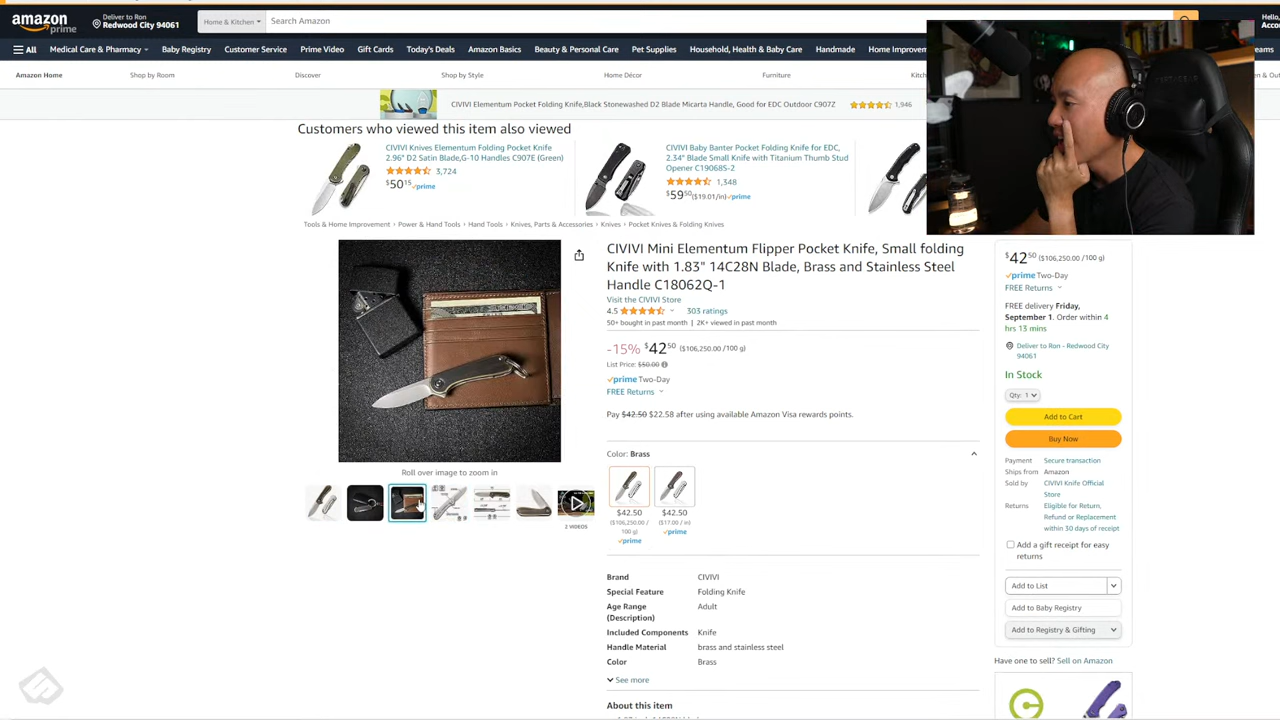 amazon
prime
Deliver to Ron
Redwood City 94061
Home & Kitchen
Search Amazon
Hello,
All
Medical Care & Pharmacy
Baby Registry
Customer Service
Prime Video
Gift Cards
Today's Deals
Amazon Basics
Beauty & Personal Care
Pet Supplies
Household, Health & Baby Care
Handmade
Amazon Home
Shop by Room
Discover
Shop by Style
Home Décor
Furniture
CIVIVI Elementum Pocket Folding Knife,Black Stonewashed D2 Blade Micarta Handle, Good for EDC Outdoor C907Z
1,946
Customers who viewed this item also viewed
CIVIVI Knives Elementum Folding Pocket Knife
2.96" D2 Satin Blade,G-10 Handles C907E (Green)
3,724
$50.15 prime
CIVIVI Baby Banter Pocket Folding Knife for EDC,
2.34" Blade Small Knife with Titanium Thumb Stud
Opener C19068S-2
1,348
$59.50 ($19.01/in) prime
Tools & Home Improvement › Power & Hand Tools › Hand Tools › Knives, Parts & Accessories › Knives › Pocket Knives & Folding Knives
CIVIVI Mini Elementum Flipper Pocket Knife, Small folding
Knife with 1.83" 14C28N Blade, Brass and Stainless Steel
Handle C18062Q-1
Visit the CIVIVI Store
4.5
303 ratings
50+ bought in past month | 2K+ viewed in past month
-15% $42.50 ($106,250.00 /100 g)
List Price: $50.00
prime Two-Day
FREE Returns
Pay $42.50 $22.58 after using available Amazon Visa rewards points.
Roll over image to zoom in
2 VIDEOS
Color: Brass
$42.50
($106,250.00 /
100 g)
prime
$42.50
($17.09 / in)
prime
Brand CIVIVI
Special Feature Folding Knife
Age Range
(Description)
Adult
Included Components Knife
Handle Material brass and stainless steel
Color Brass
See more
About this item
$42.50 ($106,250.00 /100 g)
prime Two-Day
FREE Returns
FREE delivery Friday,
September 1. Order within 4
hrs 13 mins
Deliver to Ron - Redwood City
94061
In Stock
Qty: 1
Add to Cart
Buy Now
Payment Secure transaction
Ships from Amazon
Sold by CIVIVI Knife Official
Store
Returns Eligible for Return,
Refund or Replacement
within 30 days of receipt
Add a gift receipt for easy
returns
Add to List
Add to Baby Registry
Add to Registry & Gifting
Have one to sell? Sell on Amazon